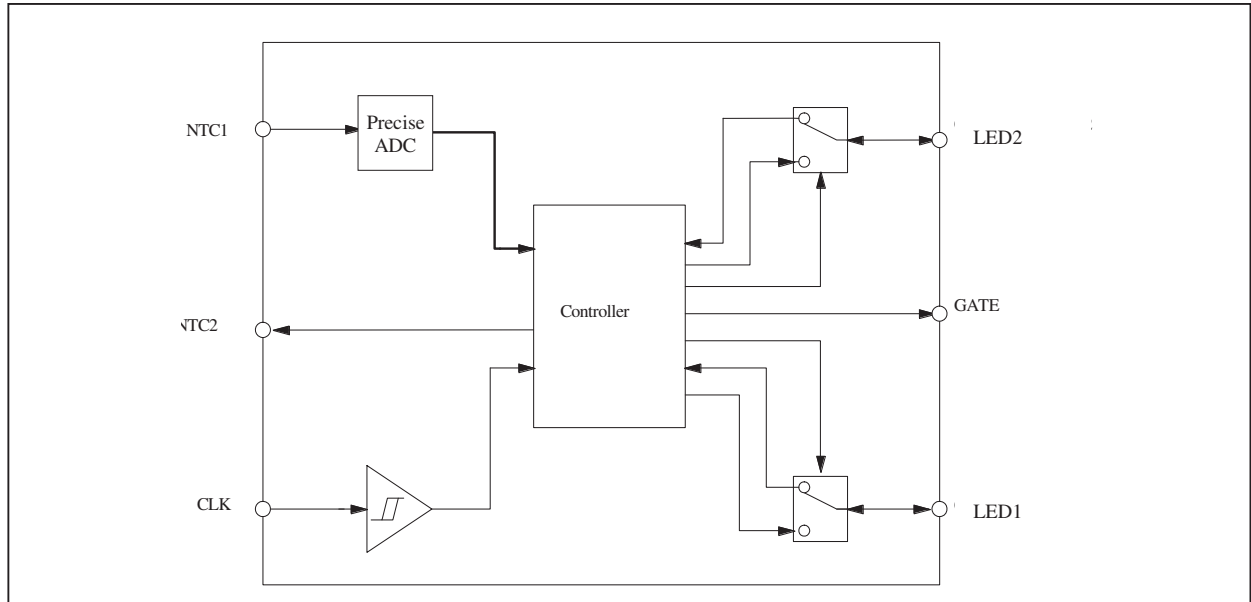 NTC1
Precise
ADC
LED2
Controller
GATE
NTC2
CLK
LED1